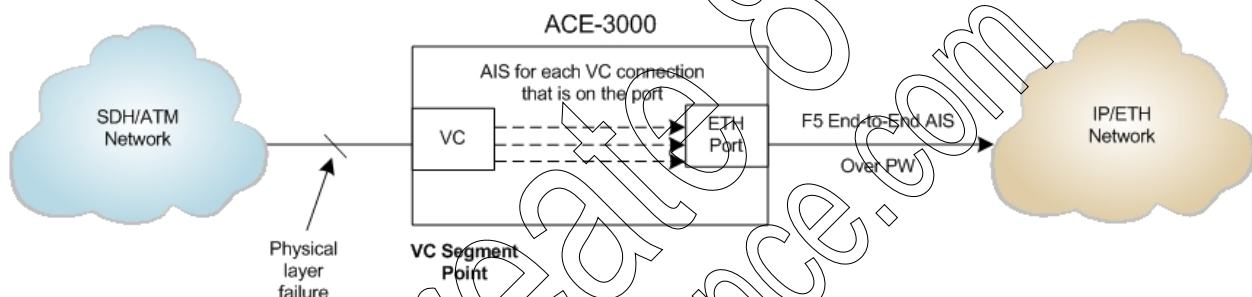 ACE-3000
AIS for each VC connection
that is on the port
SDH/ATM
Network
VC
ETH
Port
F5 End-to-End AIS
Over PW
IP/ETH
Network
Physical
layer
failure
VC Segment
Point